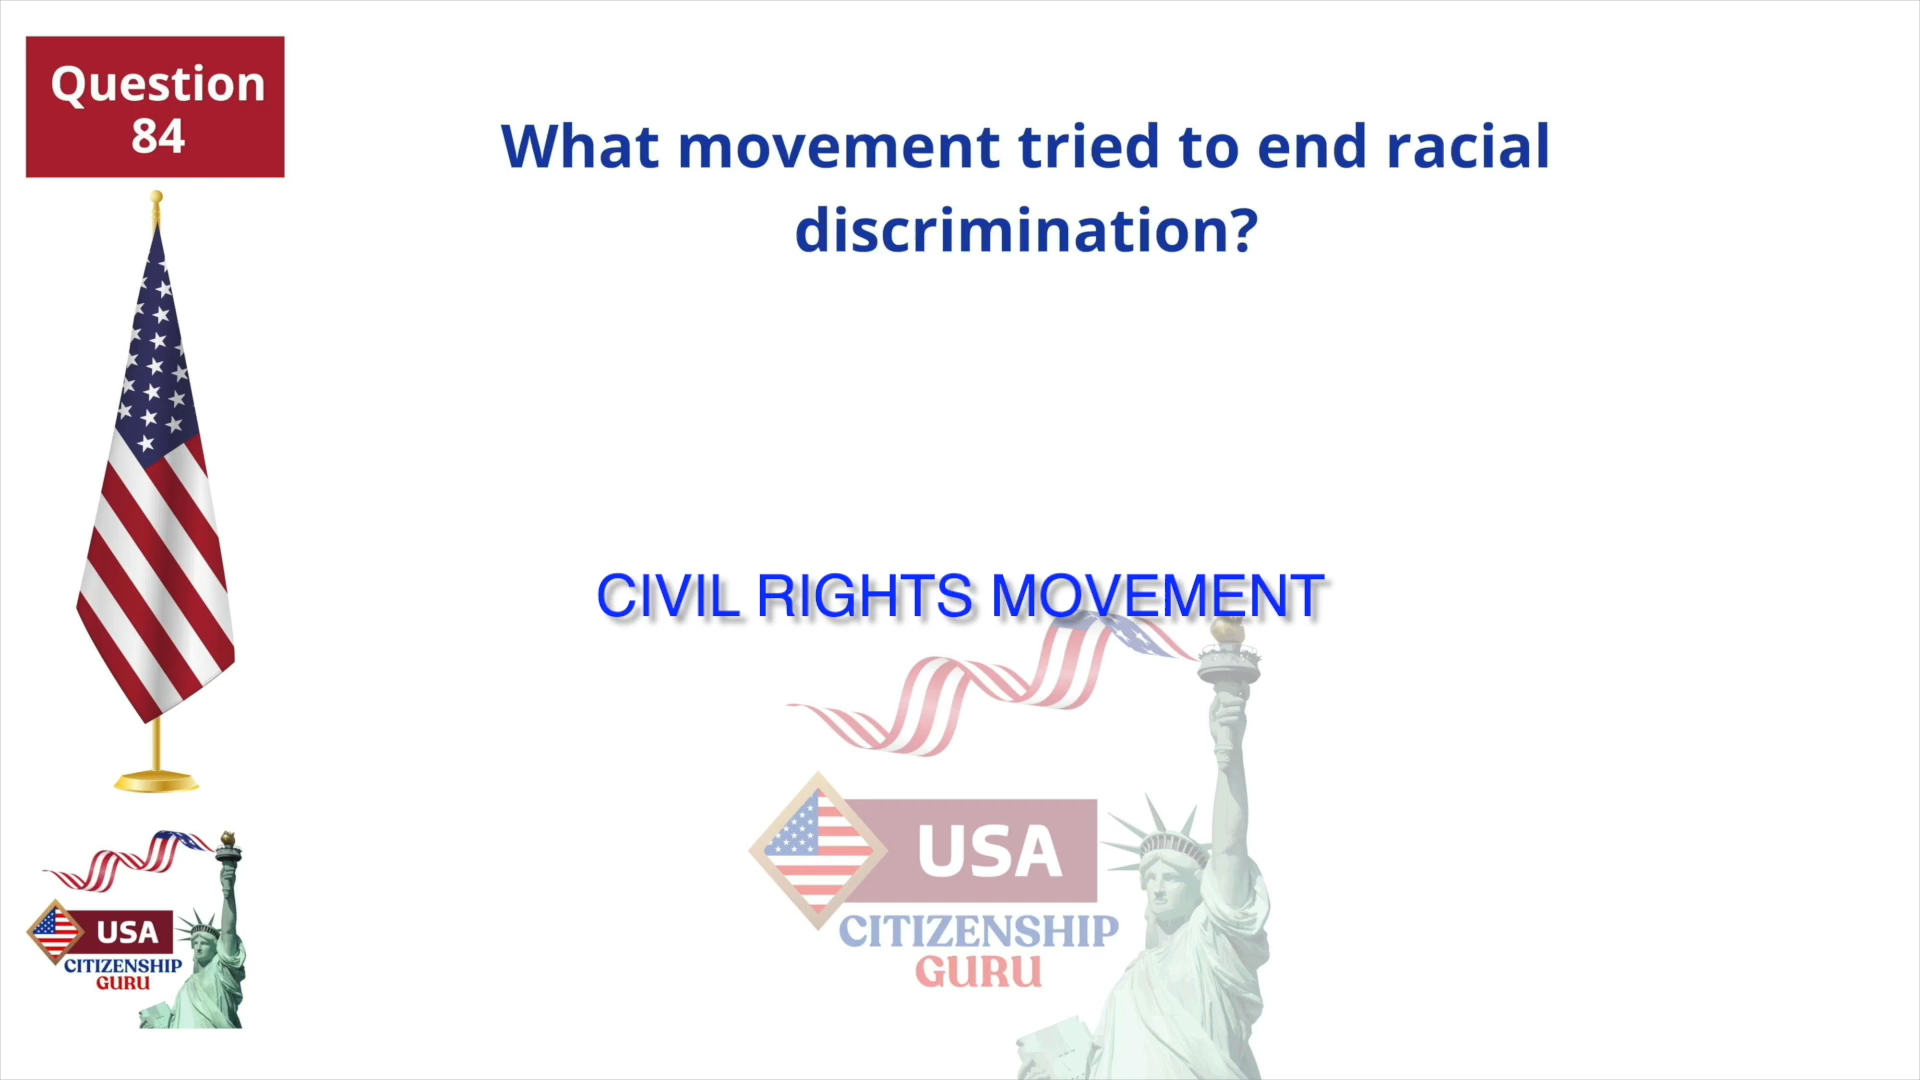 Question
84
What movement tried to end racial
discrimination?
CIVIL RIGHTS MOVEMENT
USA
CITIZENSHIP
GURU
USA
CITIZENSHIP
GURU